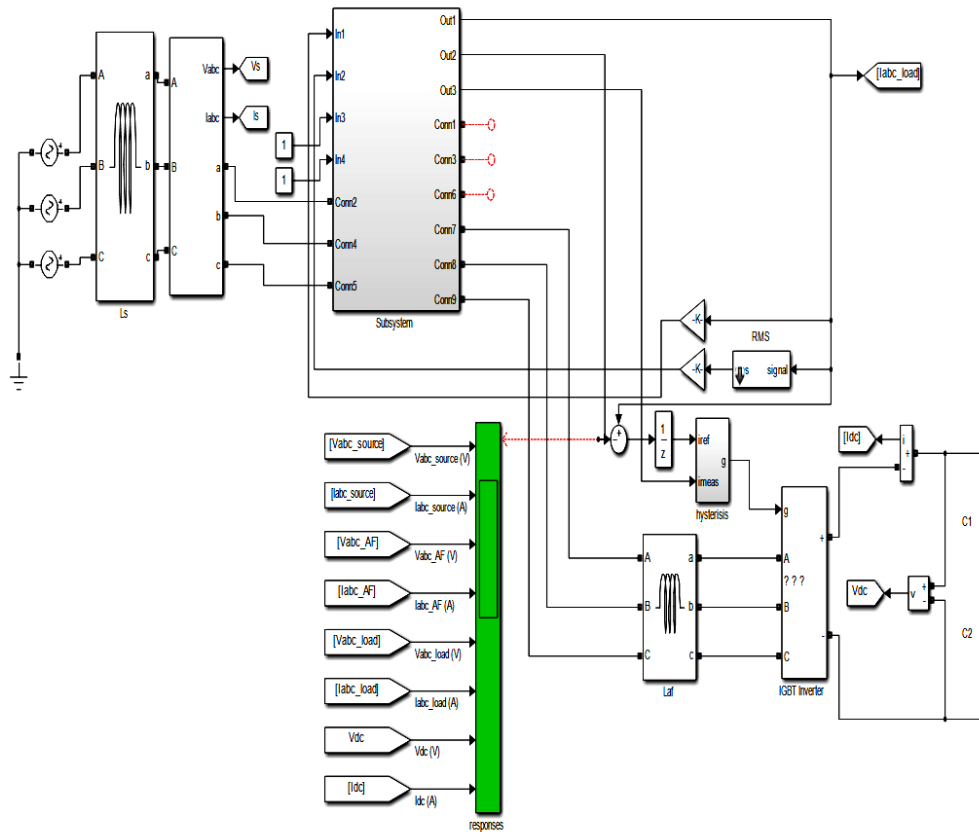 A
B
C
a
b
c
Ls
A
B
C
Vabc
Iabc
a
b
c
Vs
Is
1
1
In1
In2
In3
In4
Conn2
Conn4
Conn5
Out1
Out2
Out3
Conn1
Conn3
Conn6
Conn7
Conn8
Conn9
Subsystem
[Iabc_load]
-K-
RMS
-K-
signal
+
-
1
z
iref
imeas
g
hysterisis
[Idc]
i
+
-
g
A
B
C
? ? ?
+
-
IGBT Inverter
Vdc
v
+
-
C1
C2
A
B
C
a
b
c
Laf
[Vabc_source]
Vabc_source (V)
[Iabc_source]
Iabc_source (A)
[Vabc_AF]
Vabc_AF (V)
[Iabc_AF]
Iabc_AF (A)
[Vabc_load]
Vabc_load (V)
[Iabc_load]
Iabc_load (A)
Vdc
Vdc (V)
[Idc]
Idc (A)
responses